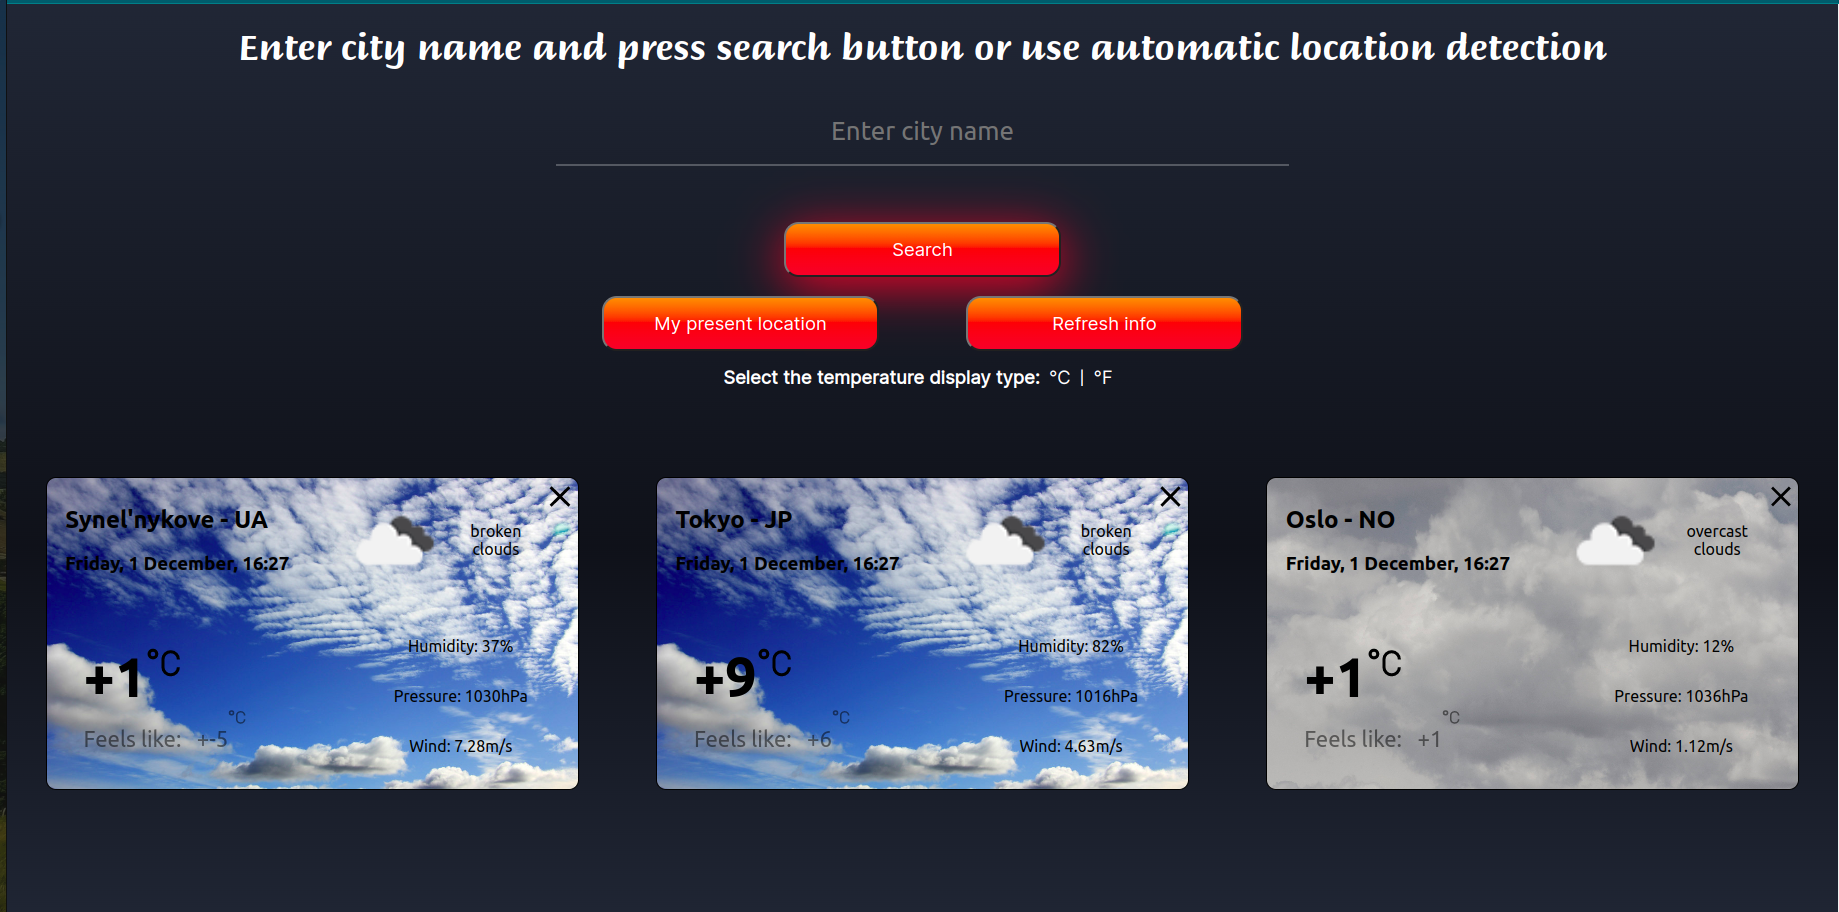 Enter city name and press search button or use automatic location detection
Enter city name
Search
My present location
Refresh info
Select the temperature display type: °C | °F
Synel'nykove - UA
Friday, 1 December, 16:27
broken
clouds
+1°C
Feels like: +-5 °C
Humidity: 37%
Pressure: 1030hPa
Wind: 7.28m/s
Tokyo - JP
Friday, 1 December, 16:27
broken
clouds
+9°C
Feels like: +6 °C
Humidity: 82%
Pressure: 1016hPa
Wind: 4.63m/s
Oslo - NO
Friday, 1 December, 16:27
overcast
clouds
+1°C
Feels like: +1 °C
Humidity: 12%
Pressure: 1036hPa
Wind: 1.12m/s